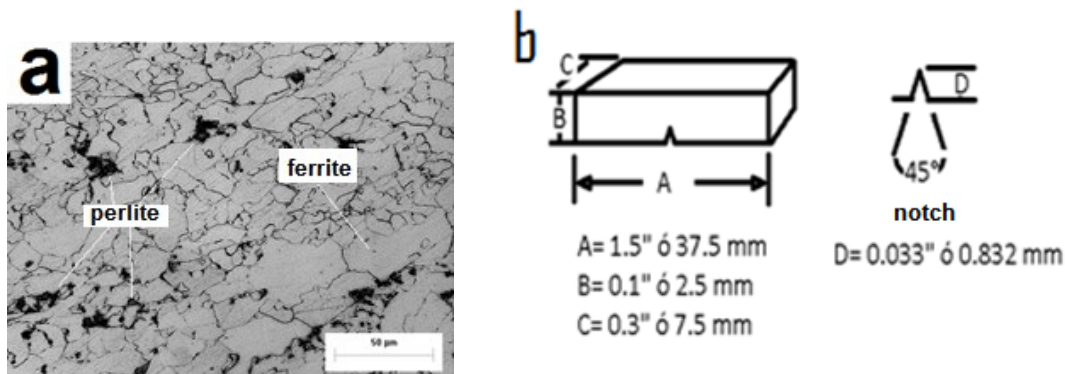 a
perlite
ferrite
50 µm
b
C
B
A
A= 1.5" ó 37.5 mm
B= 0.1" ó 2.5 mm
C= 0.3" ó 7.5 mm
D
45°
notch
D= 0.033" ó 0.832 mm